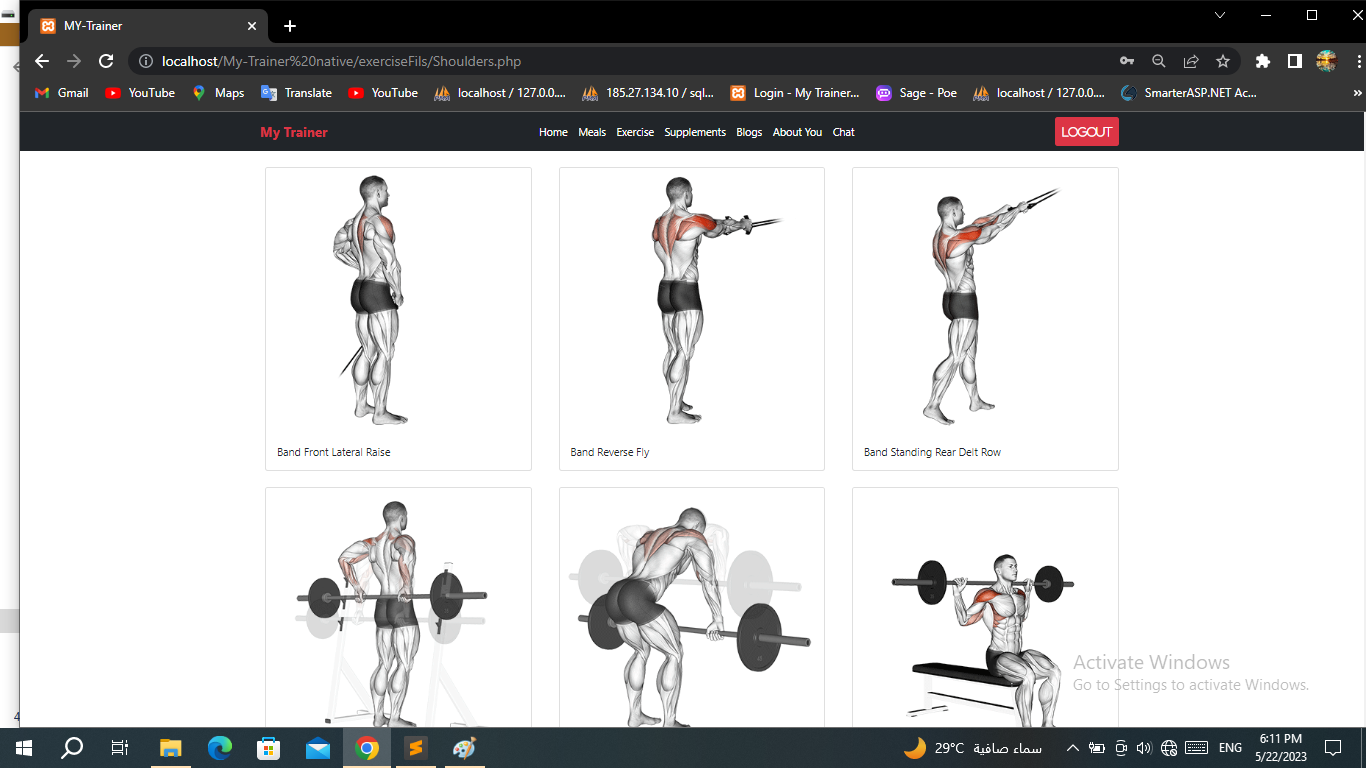 MY-Trainer
localhost/My-Trainer%20native/exerciseFils/Shoulders.php
Gmail YouTube Maps Translate YouTube localhost / 127.0.0.... 185.27.134.10 / sql... Login - My Trainer... Sage - Poe localhost / 127.0.0.... SmarterASP.NET Ac... »
My Trainer Home Meals Exercise Supplements Blogs About You Chat LOGOUT
Band Front Lateral Raise Band Reverse Fly Band Standing Rear Delt Row
Activate Windows
Go to Settings to activate Windows.
4
29°C سماء صافية ENG 6:11 PM
5/22/2023